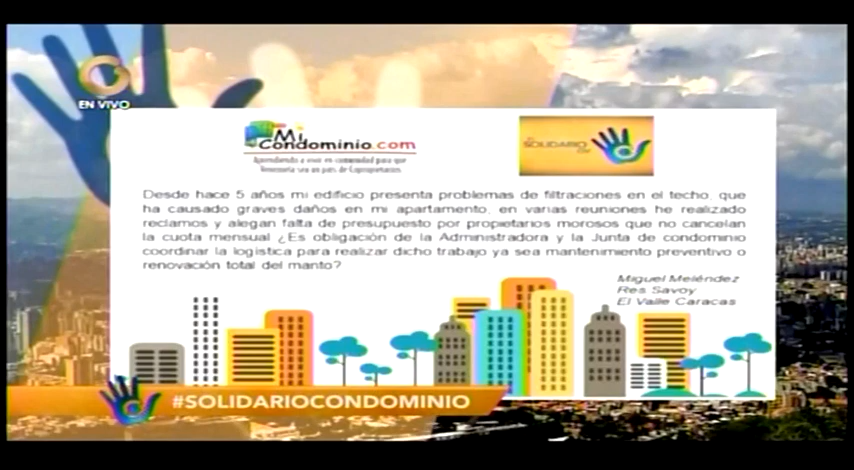 EN VIVO
Mi
Condominio.com
Aprendiendo a vivir en comunidad para que
Venezuela sea un país de Copropietarios
SOLIDARIO
Desde hace 5 años mi edificio presenta problemas de filtraciones en el techo, que
ha causado graves daños en mi apartamento, en varias reuniones he realizado
reclamos y alegan falta de presupuesto por propietarios morosos que no cancelan
la cuota mensual ¿Es obligación de la Administradora y la Junta de condominio
coordinar la logística para realizar dicho trabajo ya sea mantenimiento preventivo o
renovación total del manto?
Miguel Meléndez
Res Savoy
El Valle Caracas
#SOLIDARIOCONDOMINIO